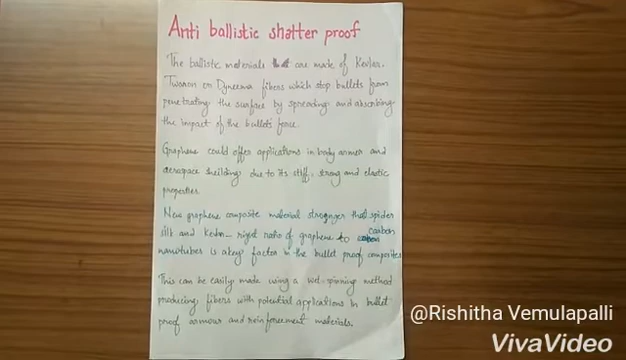 Anti ballistic shatter proof
The ballistic materials are made of Kevlar.
Twaron or Dyneema fibers which stop bullets from
penetrating the surface by spreading and absorbing
the impact of the bullets force.
Graphene could offer applications in body armor and
aerospace sheilding due to its stiff, strong and elastic
properties.
New graphene composite material stronger than spider
silk and Kevlar - right ratio of graphene to carbon
nanotubes is a key factor in the bullet proof composites
This can be easily made using a wet-spinning method
producing fibers with potential applications in bullet
proof armour and reinforcement materials.
@Rishitha Vemulapalli
VivaVideo